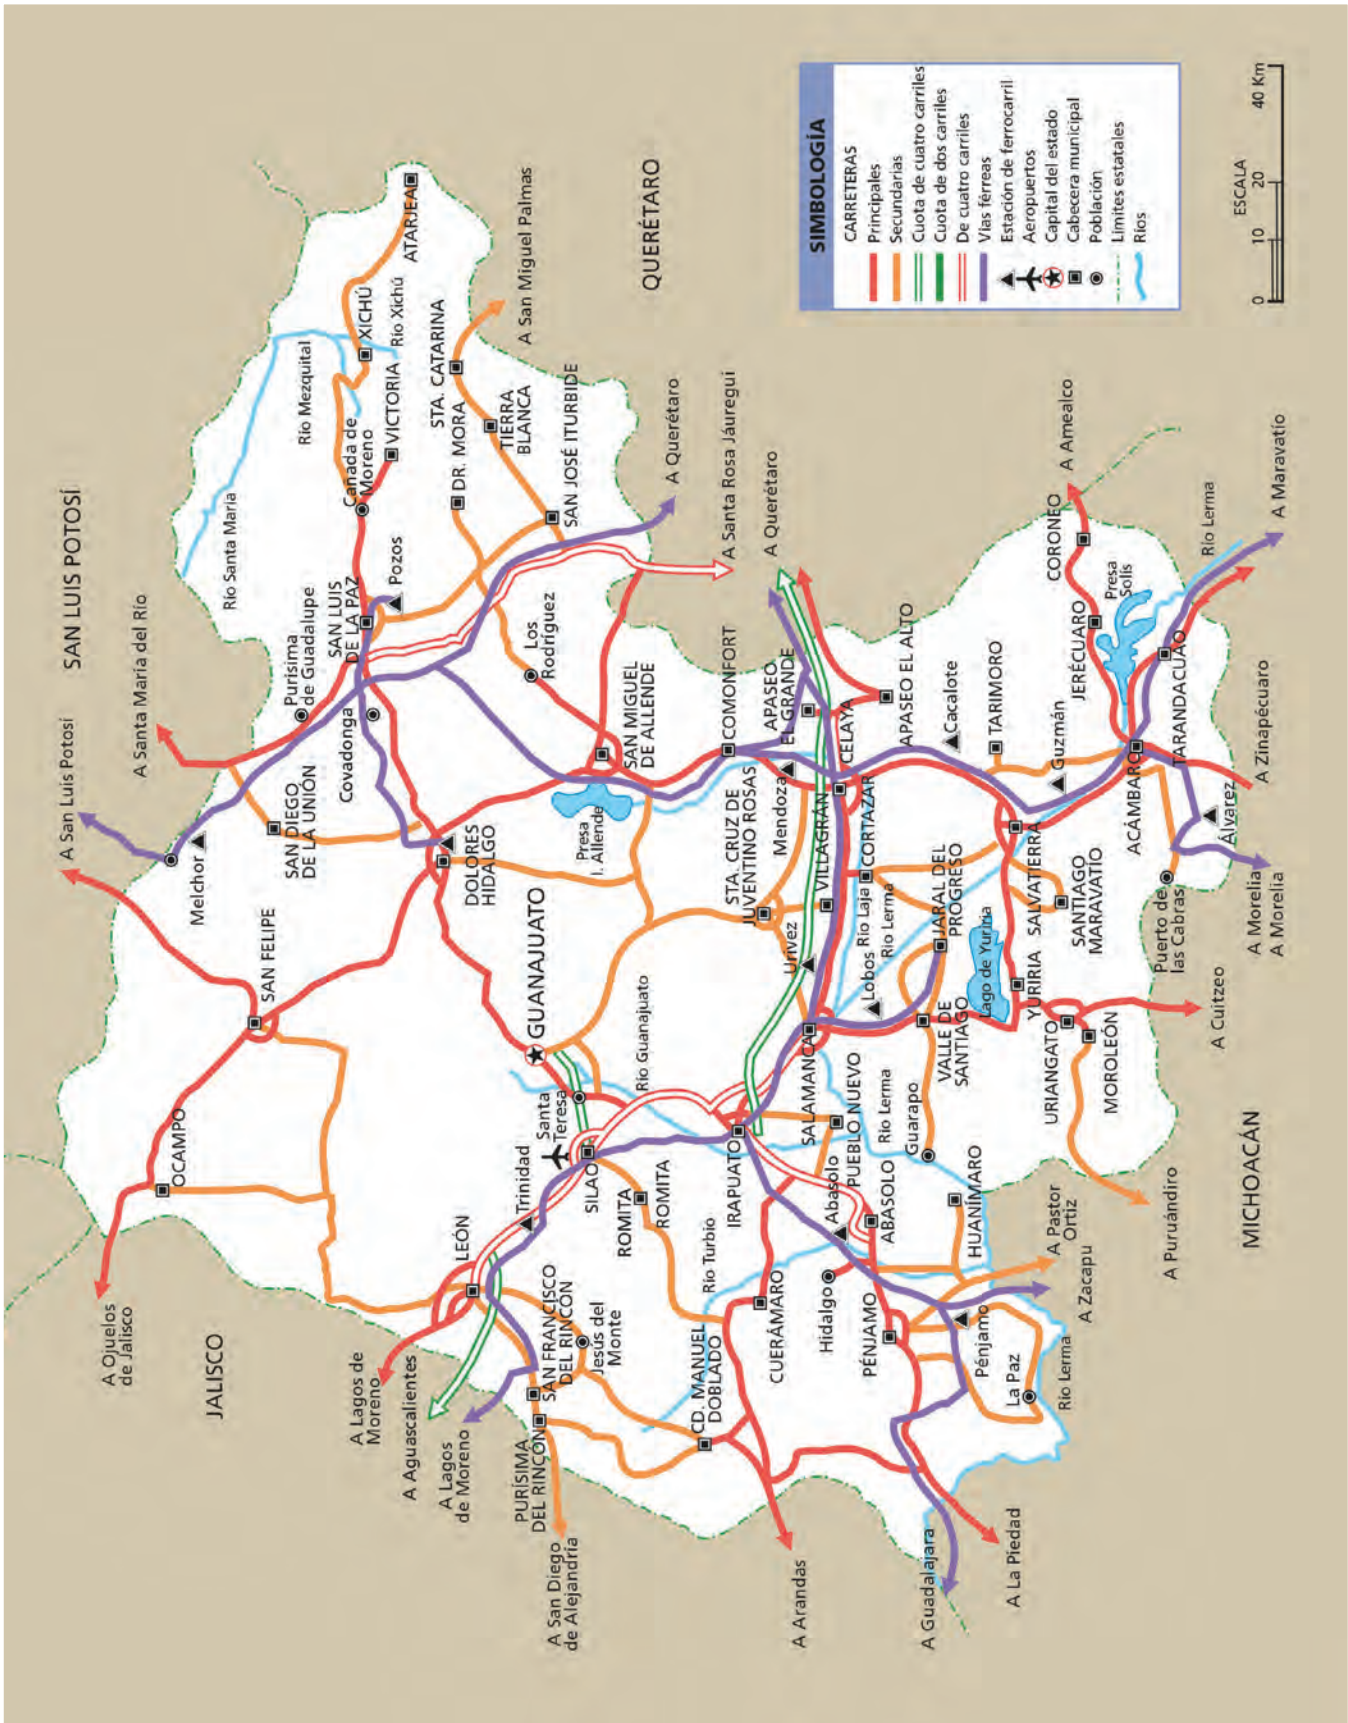 SAN LUIS POTOSÍ
A San Luis Potosí
A Santa María del Río
A Ojuelos
de Jalisco
JALISCO
A Lagos de
Moreno
A Aguascalientes
A Lagos
de Moreno
A San Diego
de Alejandría
A Arandas
A Guadalajara
A La Piedad
OCAMPO
SAN FELIPE
Melchor
SAN DIEGO
DE LA UNIÓN
Covadonga
Purísima
de Guadalupe
SAN LUIS
DE LA PAZ
Pozos
Río Santa María
Río Mezquital
Cañada de
Moreno
VICTORIA
XICHÚ
Río Xichú
ATARJEA
STA. CATARINA
DR. MORA
TIERRA
BLANCA
SAN JOSÉ ITURBIDE
A San Miguel Palmas
QUERÉTARO
A Querétaro
A Santa Rosa Jáuregui
A Querétaro
LEÓN
Trinidad
Santa
Teresa
SILAO
GUANAJUATO
DOLORES
HIDALGO
Los
Rodríguez
SAN MIGUEL
DE ALLENDE
Presa
I. Allende
Río Guanajuato
ROMITA
ROMITA
SAN FRANCISCO
DEL RINCÓN
Jesús del
Monte
PURÍSIMA
DEL RINCÓN
CD. MANUEL
DOBLADO
Río Turbio
IRAPUATO
CUERÁMARO
Hidalgo
PÉNJAMO
Abasolo
ABASOLO
PUEBLO NUEVO
SALAMANCA
Río Lerma
Guarapo
HUANÍMARO
Pénjamo
La Paz
Río Lerma
STA. CRUZ DE
JUVENTINO ROSAS
Mendoza
VILLAGRÁN
Urivez
COMONFORT
APASEO
EL GRANDE
CELAYA
APASEO EL ALTO
CORTAZAR
Río Laja
Río Lerma
Lobos
JARAL DEL
PROGRESO
VALLE DE
SANTIAGO
Lago de Yuriria
YURIRIA
SALVATIERRA
SANTIAGO
MARAVATÍO
URIANGATO
MOROLEÓN
Cacalote
TARIMORO
Guzmán
JERÉCUARO
CORONEO
Presa
Solís
Río Lerma
ACÁMBARO
TARANDACUAO
Álvarez
Puerto de
las Cabras
A Amealco
A Maravatío
A Zinapécuaro
A Morelia
A Morelia
A Cuitzeo
A Puruándiro
A Pastor
Ortiz
A Zacapu
MICHOACÁN
SIMBOLOGÍA
CARRETERAS
Principales
Secundarias
Cuota de cuatro carriles
Cuota de dos carriles
De cuatro carriles
Vías férreas
Estación de ferrocarril
Aeropuertos
Capital del estado
Cabecera municipal
Población
Límites estatales
Ríos
ESCALA
0 10 20 40 Km